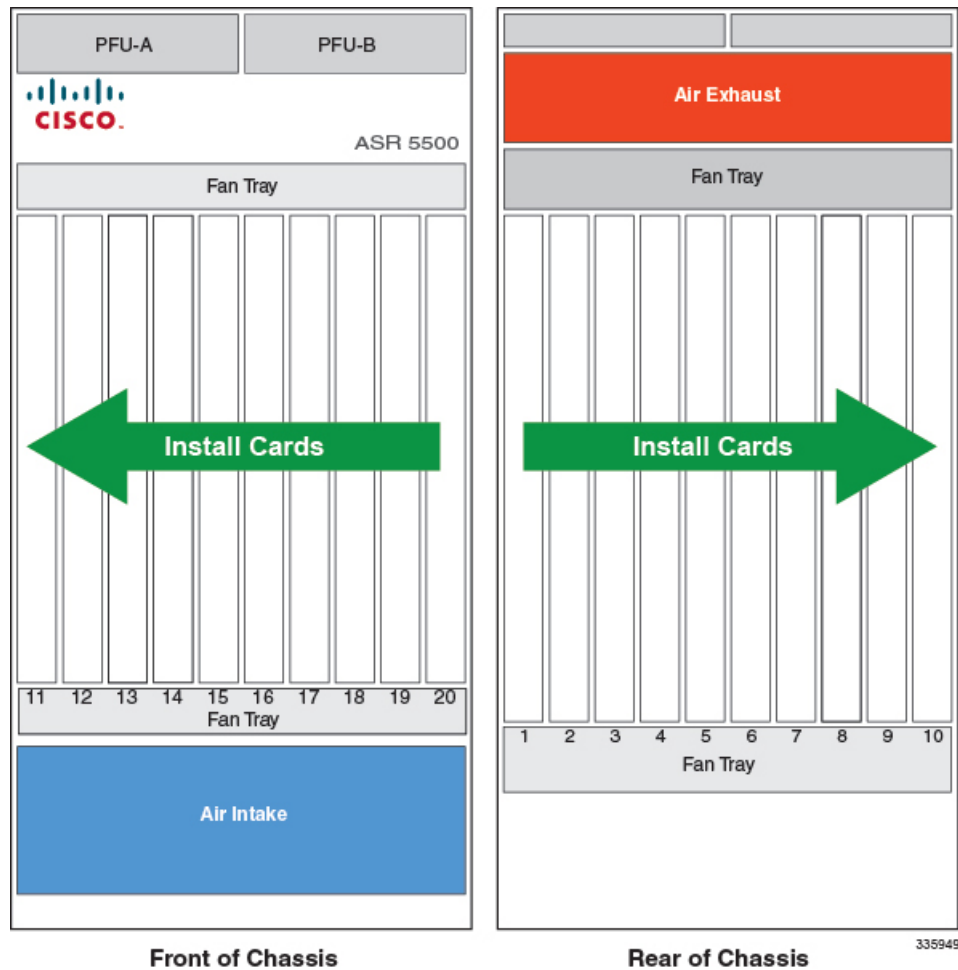 PFU-A PFU-B
CISCO
ASR 5500
Fan Tray
Install Cards
11 12 13 14 15 16 17 18 19 20
Fan Tray
Air Intake
Front of Chassis
Air Exhaust
Fan Tray
Install Cards
1 2 3 4 5 6 7 8 9 10
Fan Tray
Rear of Chassis
335949